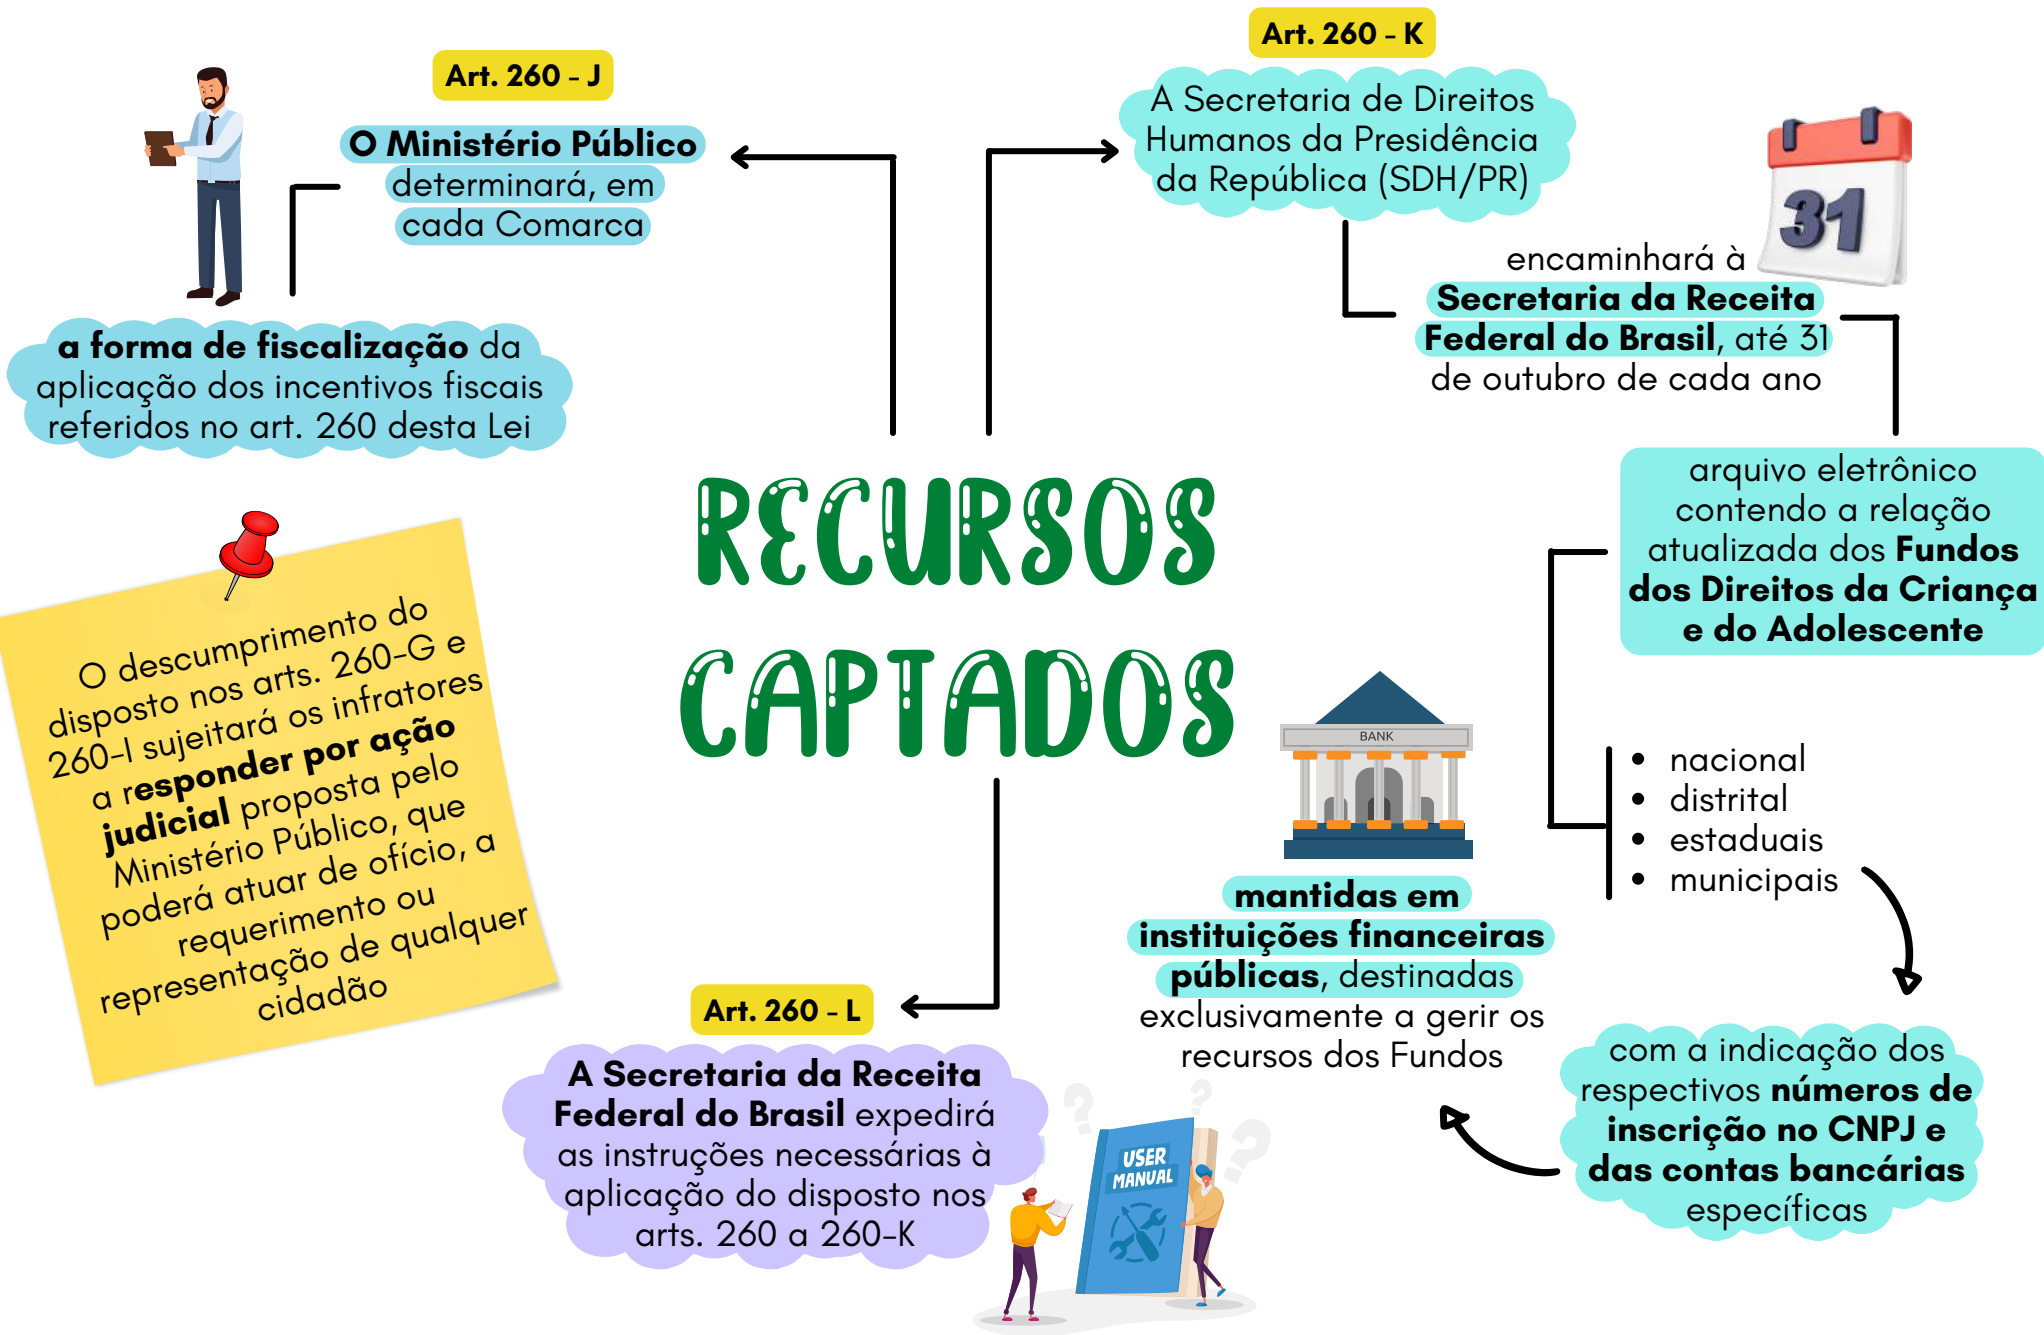 Art. 260 - J
O Ministério Público
determinará, em
cada Comarca
a forma de fiscalização da
aplicação dos incentivos fiscais
referidos no art. 260 desta Lei
O descumprimento do
disposto nos arts. 260-G e
260-I sujeitará os infratores
a responder por ação
judicial proposta pelo
Ministério Público, que
poderá atuar de ofício, a
requerimento ou
representação de qualquer
cidadão
RECURSOS
CAPTADOS
Art. 260 - K
A Secretaria de Direitos
Humanos da Presidência
da República (SDH/PR)
31
encaminhará à
Secretaria da Receita
Federal do Brasil, até 31
de outubro de cada ano
arquivo eletrônico
contendo a relação
atualizada dos Fundos
dos Direitos da Criança
e do Adolescente
• nacional
• distrital
• estaduais
• municipais
com a indicação dos
respectivos números de
inscrição no CNPJ e
das contas bancárias
específicas
BANK
mantidas em
instituições financeiras
públicas, destinadas
exclusivamente a gerir os
recursos dos Fundos
Art. 260 - L
A Secretaria da Receita
Federal do Brasil expedirá
as instruções necessárias à
aplicação do disposto nos
arts. 260 a 260-K
USER
MANUAL